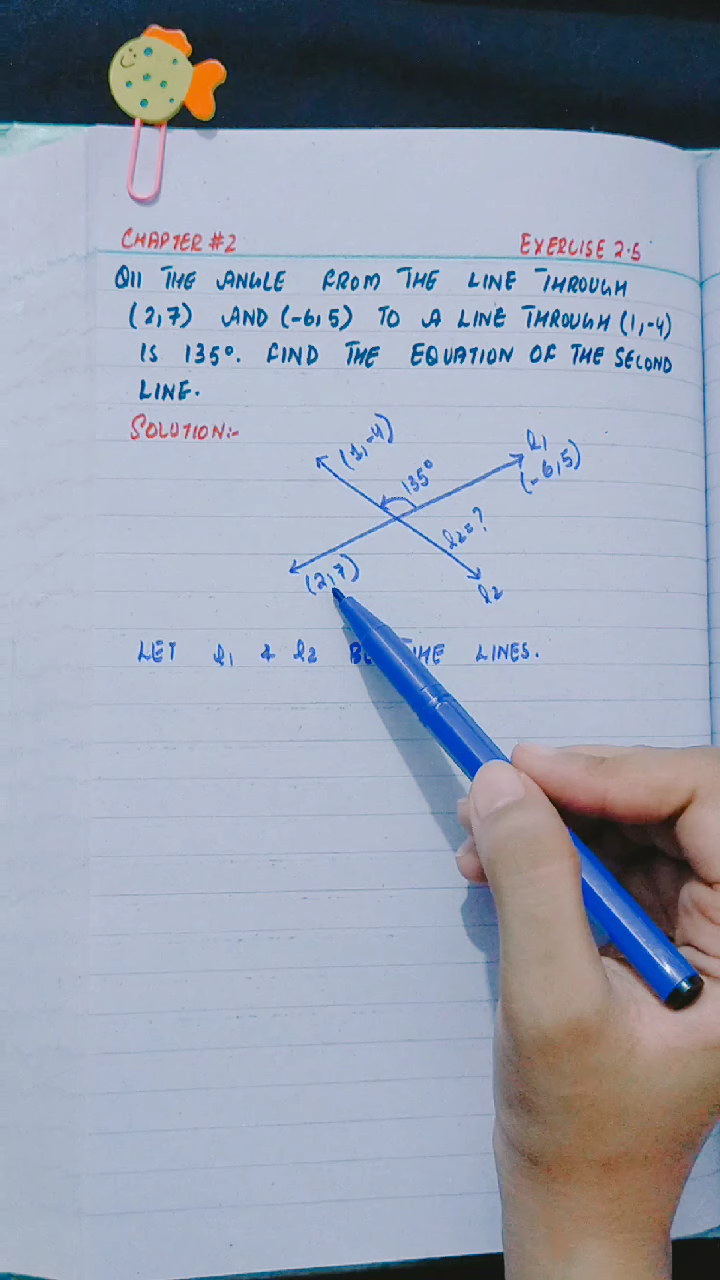 CHAPTER #2 EXERCISE 2.5
Q11 THE ANGLE FROM THE LINE THROUGH
(2,7) AND (-6,5) TO A LINE THROUGH (1,-4)
IS 135°. FIND THE EQUATION OF THE SECOND
LINE.
SOLUTION:-
(1,-4)
135°
l1
(-6,5)
l2=?
(2,7)
l2
LET l1 & l2 BE THE LINES.